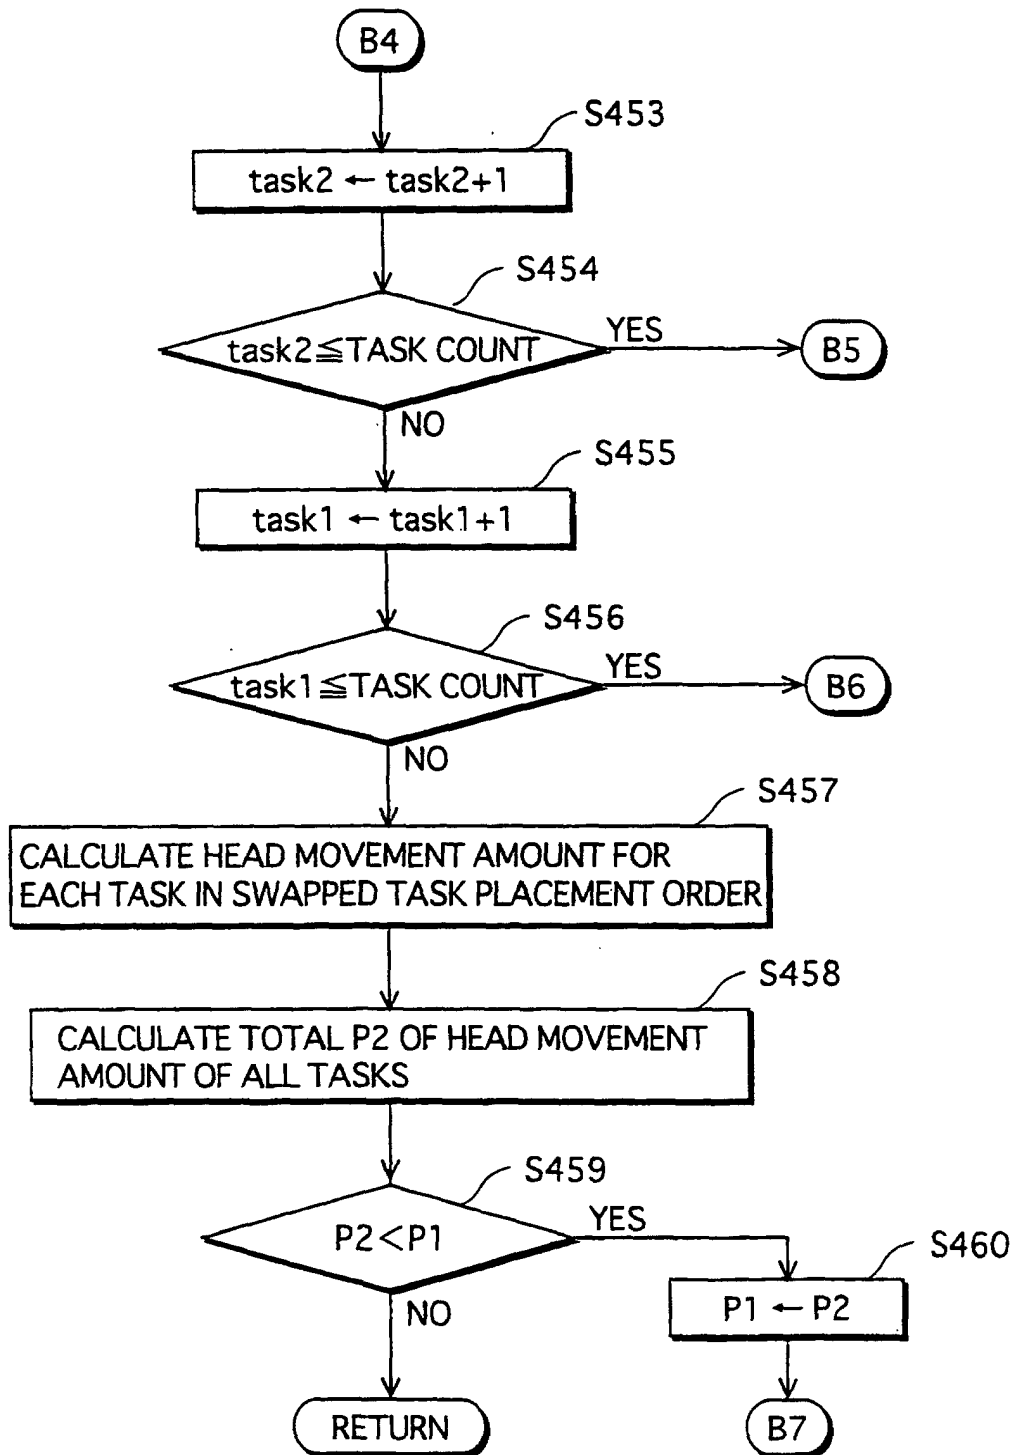 B4
S453
task2 ← task2+1
S454
task2≦TASK COUNT
YES
B5
NO
S455
task1 ← task1+1
S456
task1≦TASK COUNT
YES
B6
NO
S457
CALCULATE HEAD MOVEMENT AMOUNT FOR
EACH TASK IN SWAPPED TASK PLACEMENT ORDER
S458
CALCULATE TOTAL P2 OF HEAD MOVEMENT
AMOUNT OF ALL TASKS
S459
P2<P1
YES
S460
P1 ← P2
NO
RETURN
B7